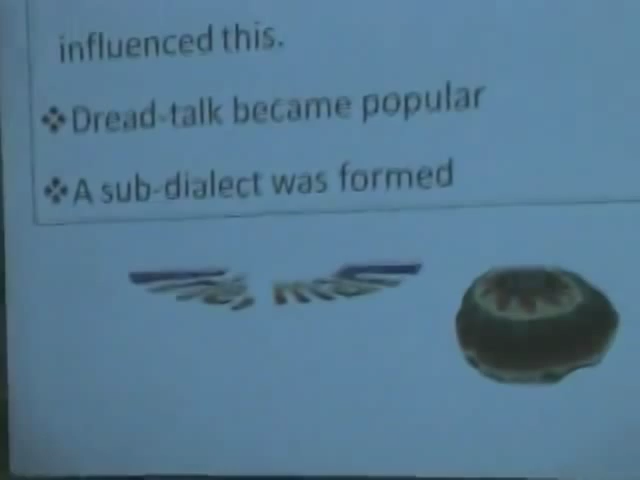 influenced this.
❖Dread-talk became popular
❖A sub-dialect was formed